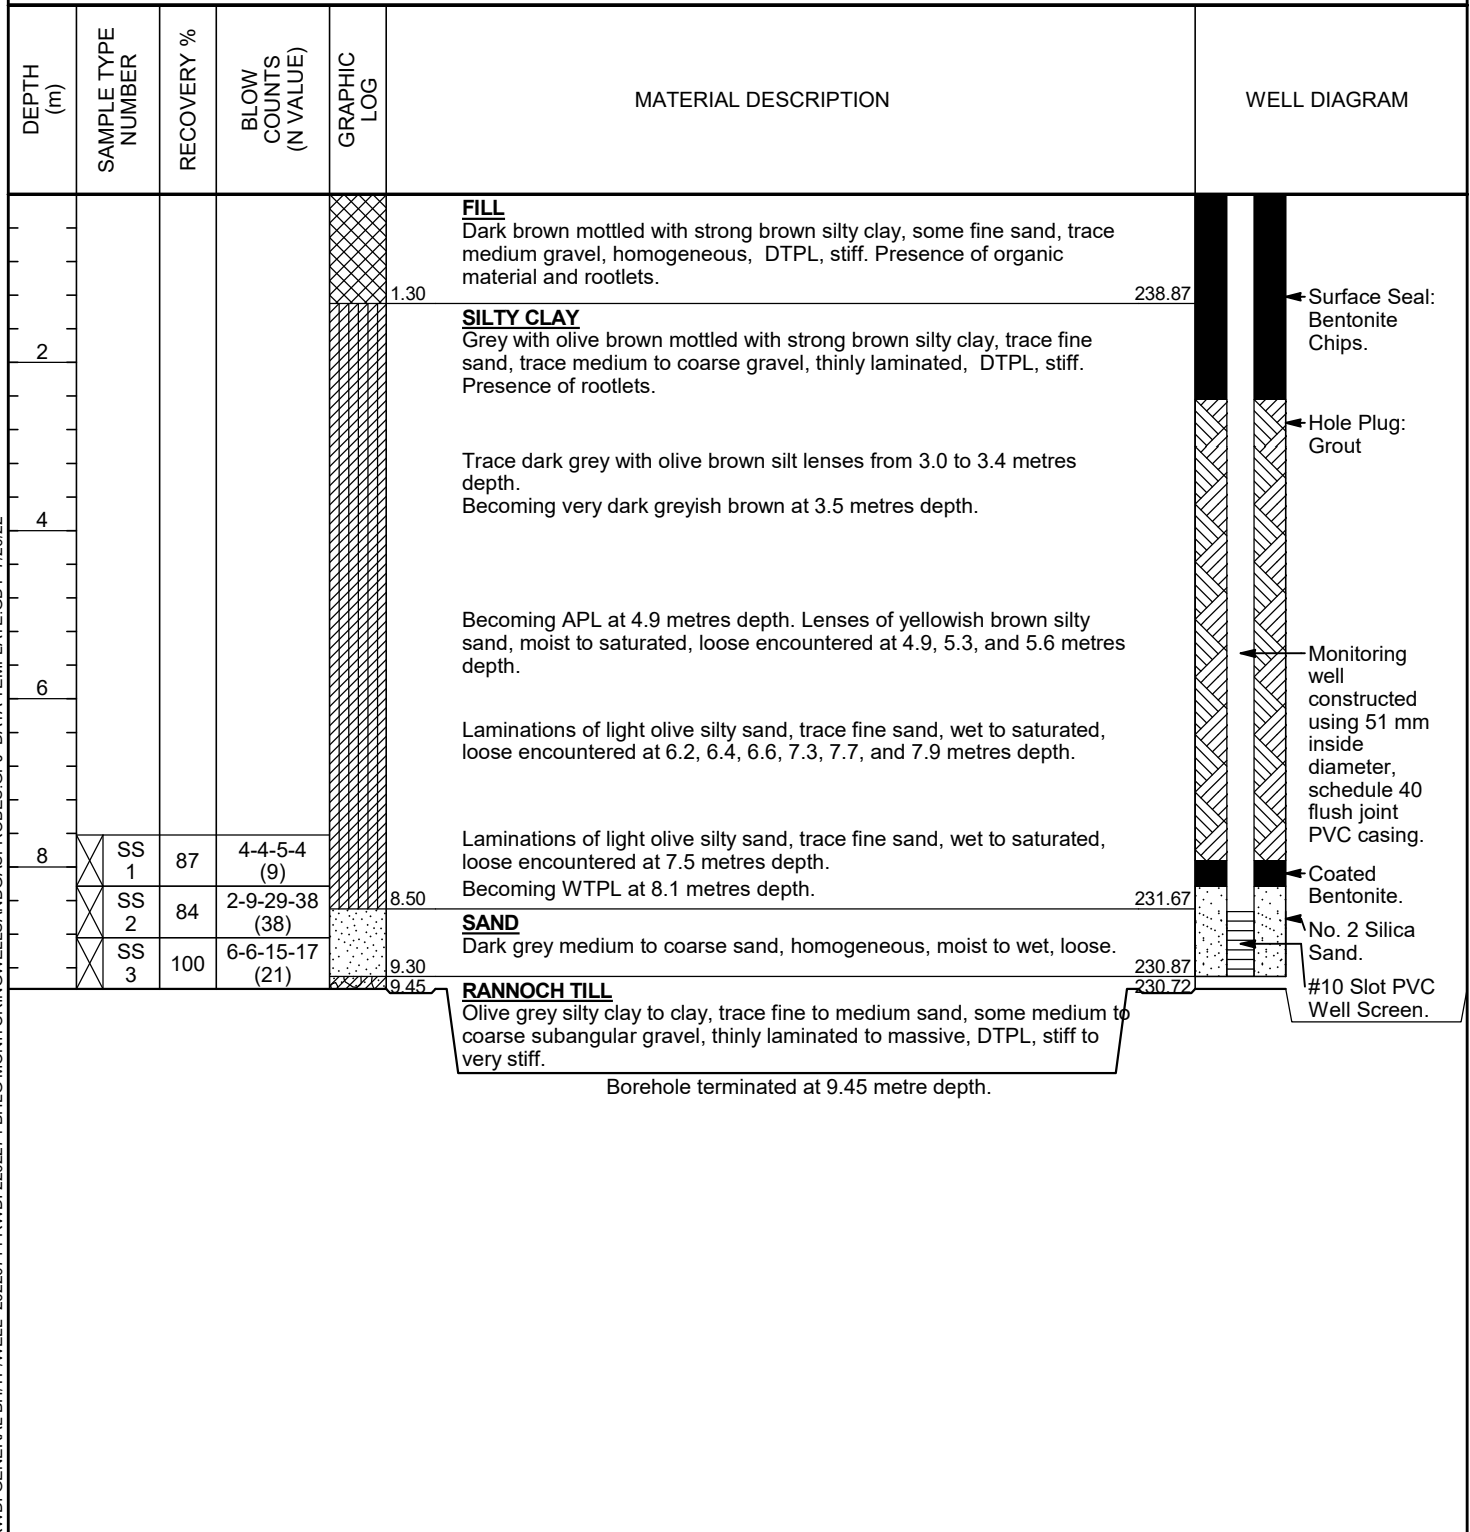 DEPTH
(m)
SAMPLE TYPE
NUMBER
RECOVERY %
BLOW
COUNTS
(N VALUE)
GRAPHIC
LOG
MATERIAL DESCRIPTION
WELL DIAGRAM
FILL
Dark brown mottled with strong brown silty clay, some fine sand, trace
medium gravel, homogeneous, DTPL, stiff. Presence of organic
material and rootlets.
1.30
238.87
SILTY CLAY
Grey with olive brown mottled with strong brown silty clay, trace fine
sand, trace medium to coarse gravel, thinly laminated, DTPL, stiff.
Presence of rootlets.
Surface Seal:
Bentonite
Chips.
2
Hole Plug:
Grout
Trace dark grey with olive brown silt lenses from 3.0 to 3.4 metres
depth.
Becoming very dark greyish brown at 3.5 metres depth.
4
Becoming APL at 4.9 metres depth. Lenses of yellowish brown silty
sand, moist to saturated, loose encountered at 4.9, 5.3, and 5.6 metres
depth.
6
Monitoring
well
constructed
using 51 mm
inside
diameter,
schedule 40
flush joint
PVC casing.
Laminations of light olive silty sand, trace fine sand, wet to saturated,
loose encountered at 6.2, 6.4, 6.6, 7.3, 7.7, and 7.9 metres depth.
Laminations of light olive silty sand, trace fine sand, wet to saturated,
loose encountered at 7.5 metres depth.
Becoming WTPL at 8.1 metres depth.
8
SS
1
87
4-4-5-4
(9)
Coated
Bentonite.
8.50
231.67
SS
2
84
2-9-29-38
(38)
SAND
Dark grey medium to coarse sand, homogeneous, moist to wet, loose.
No. 2 Silica
Sand.
SS
3
100
6-6-15-17
(21)
9.30
230.87
#10 Slot PVC
Well Screen.
9.45
230.72
RANNOCH TILL
Olive grey silty clay to clay, trace fine to medium sand, some medium to
coarse subangular gravel, thinly laminated to massive, DTPL, stiff to
very stiff.
Borehole terminated at 9.45 metre depth.